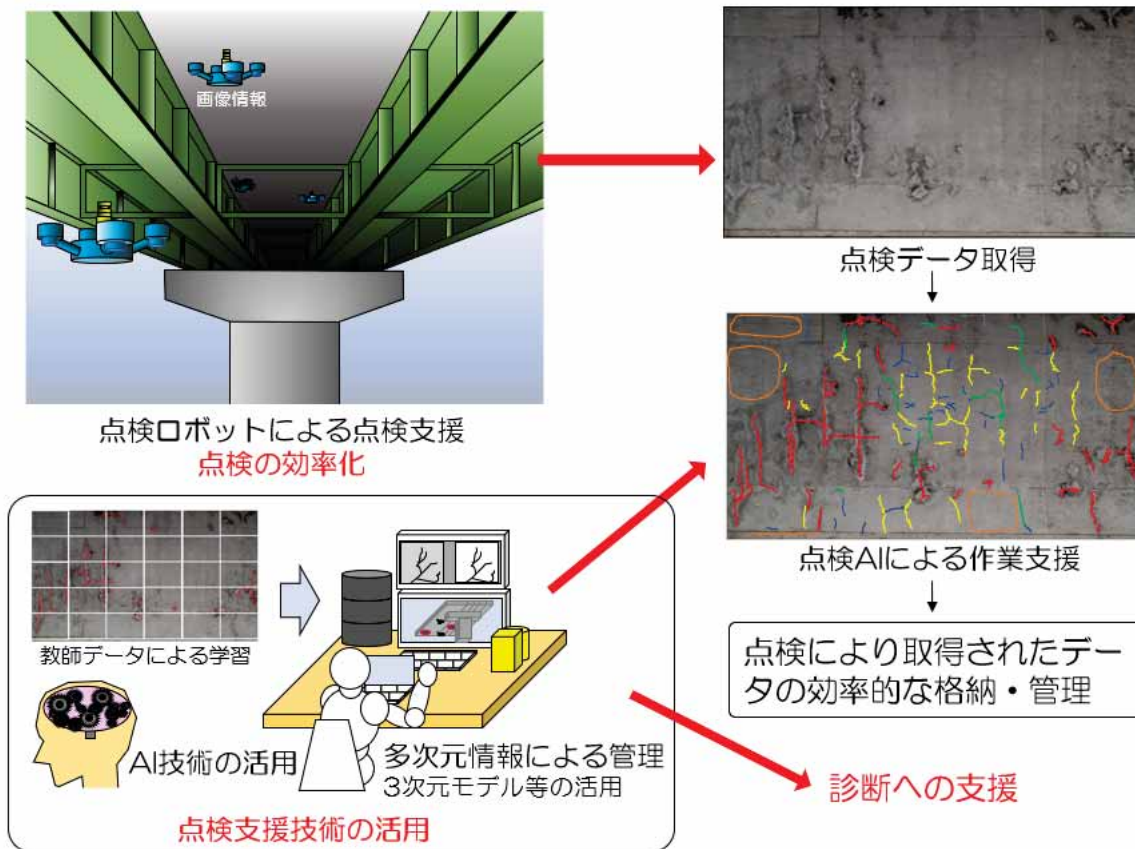 画像情報
点検ロボットによる点検支援
点検の効率化
点検データ取得
点検AIによる作業支援
点検により取得されたデー
タの効率的な格納・管理
教師データによる学習
AI技術の活用
多次元情報による管理
3次元モデル等の活用
点検支援技術の活用
診断への支援